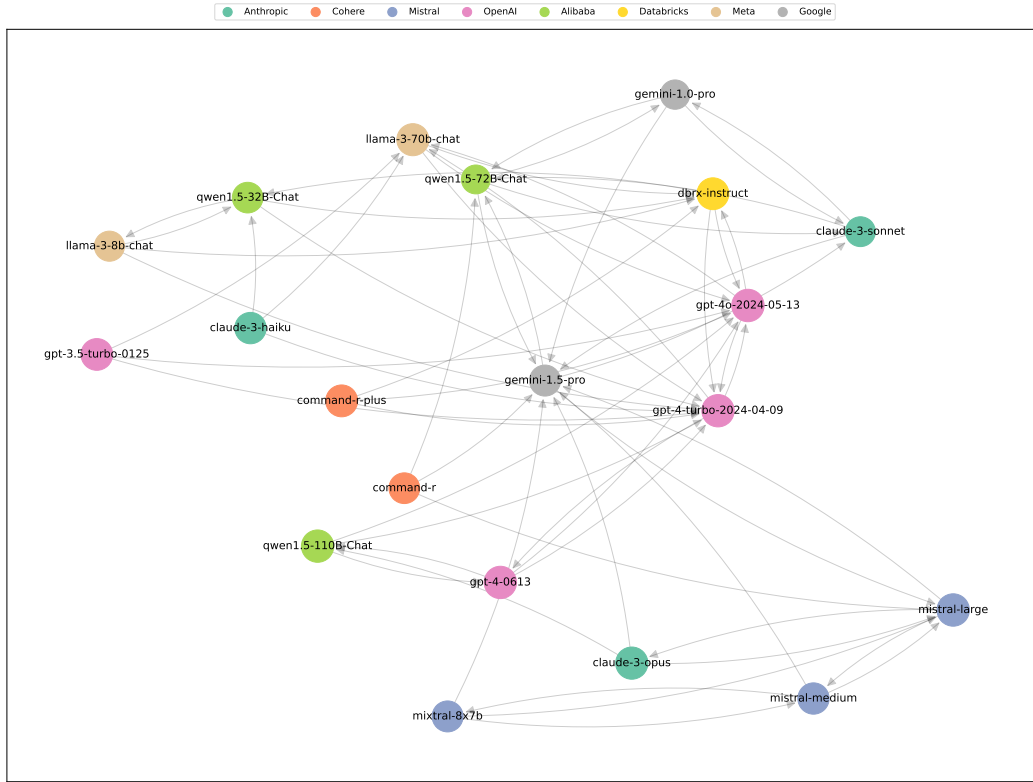 Anthropic Cohere Mistral OpenAI Alibaba Databricks Meta Google
gemini-1.0-pro
llama-3-70b-chat
qwen1.5-72B-Chat
dbrx-instruct
qwen1.5-32B-Chat
claude-3-sonnet
llama-3-8b-chat
gpt-4o-2024-05-13
claude-3-haiku
gpt-3.5-turbo-0125
gemini-1.5-pro
command-r-plus
gpt-4-turbo-2024-04-09
command-r
qwen1.5-110B-Chat
gpt-4-0613
mistral-large
claude-3-opus
mistral-medium
mixtral-8x7b